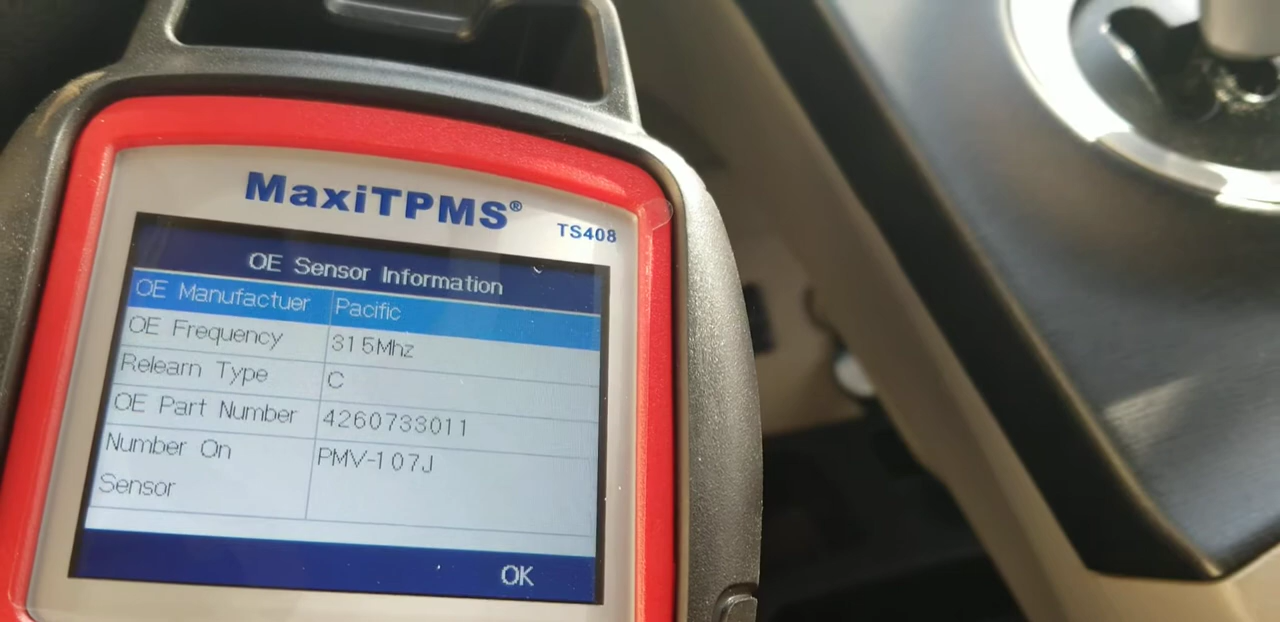 MaxiTPMS®
TS408
OE Sensor Information
OE Manufactuer Pacific
OE Frequency 315Mhz
Relearn Type C
OE Part Number 4260733011
Number On PMV-107J
Sensor
OK